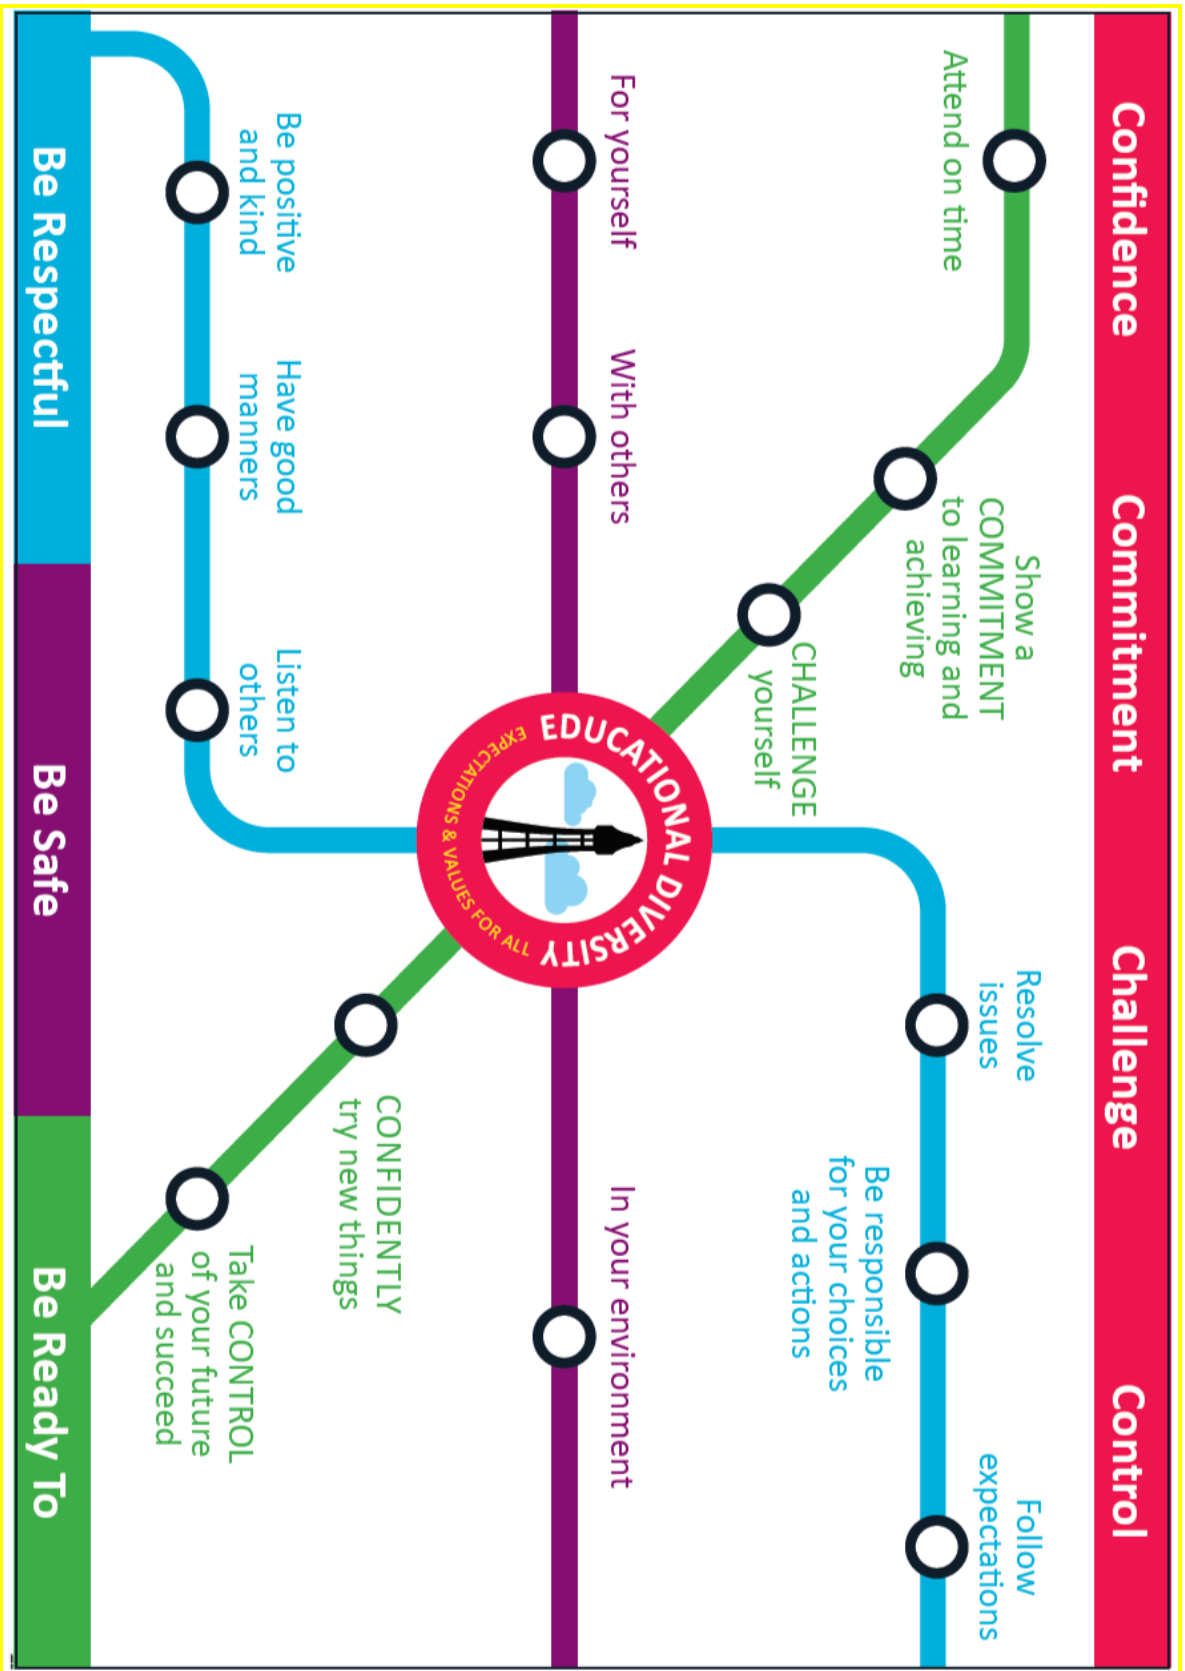 Confidence
Commitment
Challenge
Control
Attend on time
Show a
COMMITMENT
to learning and
achieving
CHALLENGE
yourself
Resolve
issues
Be responsible
for your choices
and actions
Follow
expectations
For yourself
With others
In your environment
EDUCATIONAL DIVERSITY
EXPECTATIONS & VALUES FOR ALL
Be positive
and kind
Have good
manners
Listen to
others
CONFIDENTLY
try new things
Take CONTROL
of your future
and succeed
Be Respectful
Be Safe
Be Ready To